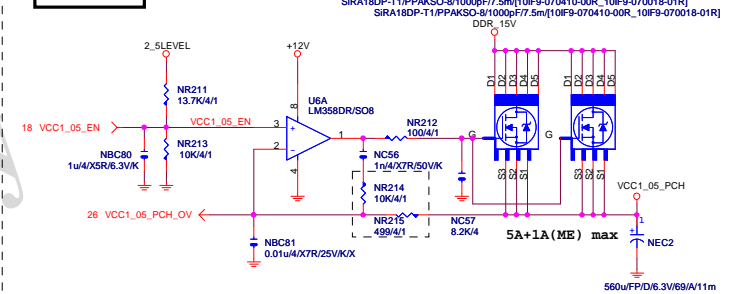 SiRA18DP-T1/PPAKSO-8/1000pF/7.5m/[10IF9-070410-00R_10IF9-070018-01R]
SiRA18DP-T1/PPAKSO-8/1000pF/7.5m/[10IF9-070410-00R_10IF9-070018-01R]
DDR_15V
2_5LEVEL
+12V
D1 D2 D3 D4 D5
D1 D2 D3 D4 D5
NR211
13.7K/4/1
U6A
LM358DR/SO8
8
18 VCC1_05_EN
VCC1_05_EN
3
+
1
2
-
4
NR212
100/4/1
G
G
NBC80
1u/4/X5R/6.3V/K
NR213
10K/4/1
NC56
1n/4/X7R/50V/K
S3 S2 S1
S3 S2 S1
NR214
10K/4/1
VCC1_05_PCH
26 VCC1_05_PCH_OV
NR215
499/4/1
NC57
8.2K/4
5A+1A(ME) max
1
NEC2
NBC81
0.01u/4/X7R/25V/K/X
560u/FP/D/6.3V/69/A/11m